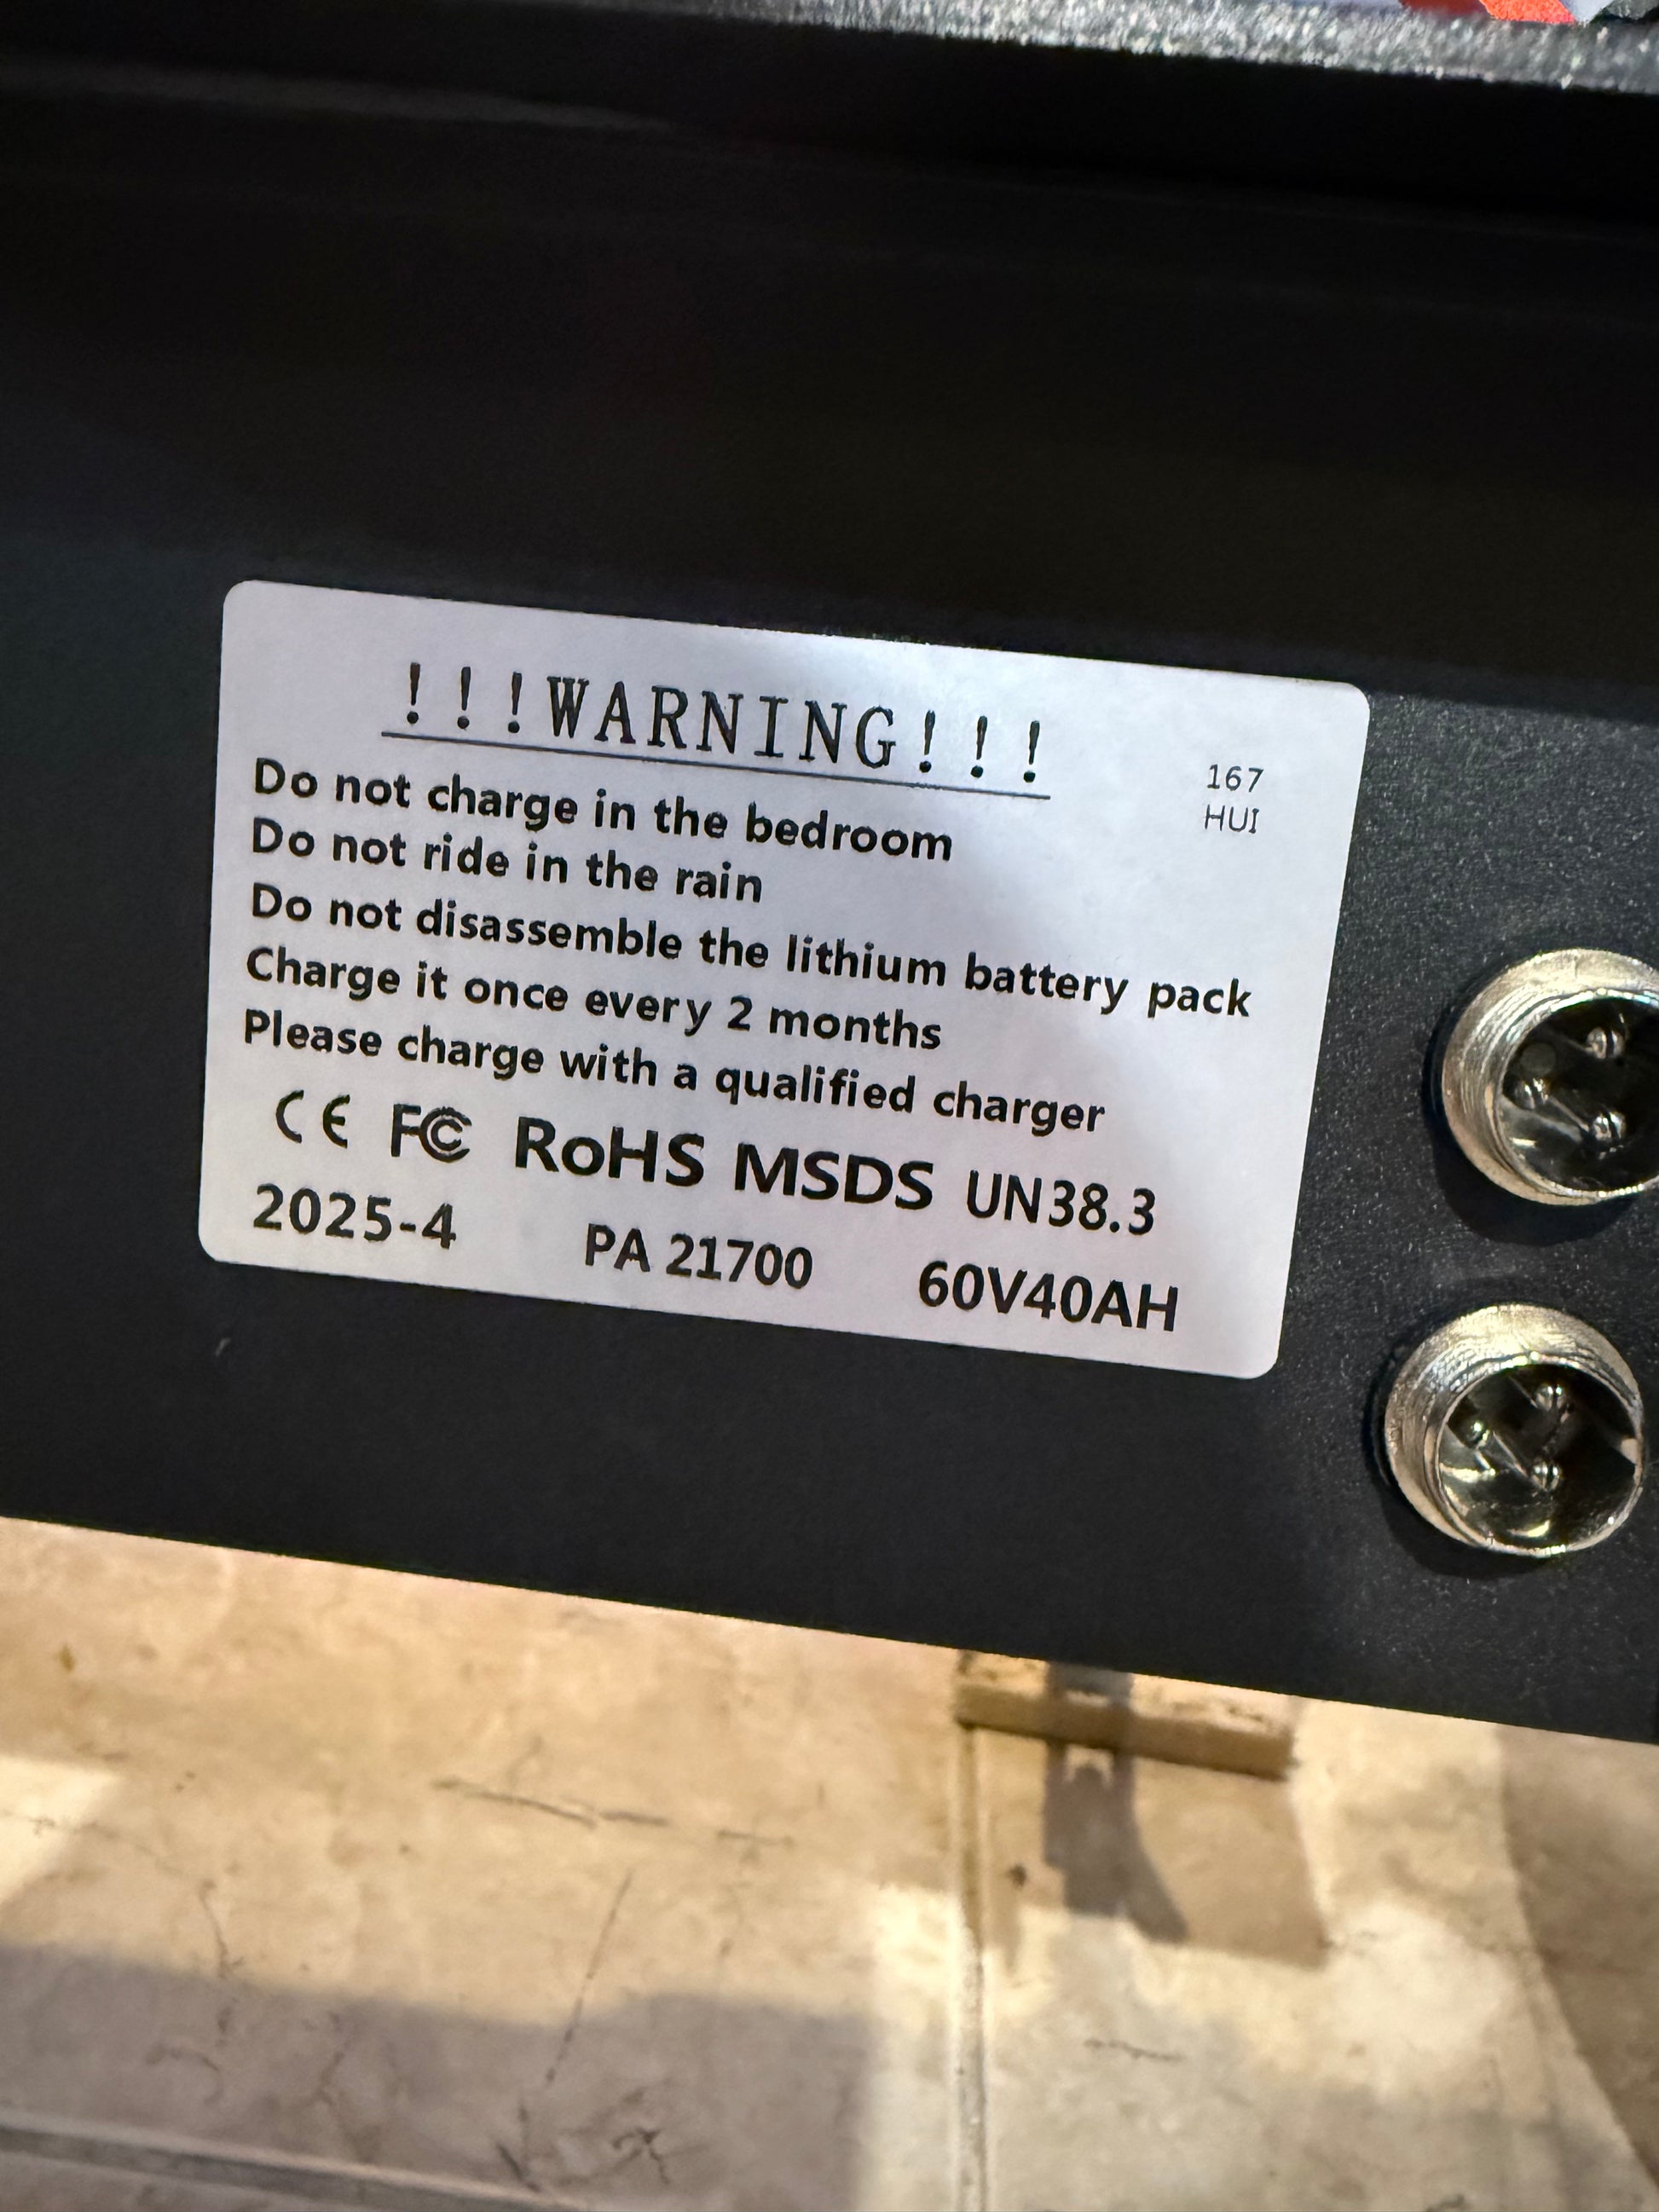 !!!WARNING!!!
167
HUI
Do not charge in the bedroom
Do not ride in the rain
Do not disassemble the lithium battery pack
Charge it once every 2 months
Please charge with a qualified charger
CE FC RoHS MSDS UN38.3
2025-4 PA 21700 60V40AH